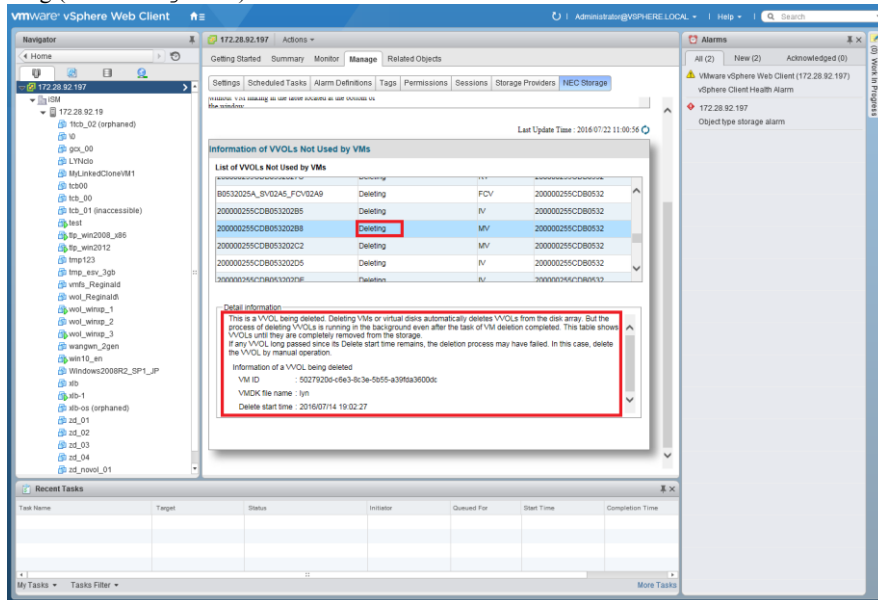 vmware® vSphere Web Client
Administrator@VSPHERE.LOCAL
Help
Search
Navigator
Home
172.28.92.197
iSM
172.28.92.19
1tcb_02 (orphaned)
\0
gcx_00
LYNclo
MyLinkedCloneVM1
tcb00
tcb_00
tcb_01 (inaccessible)
test
tmp123
tmp_esv_3gb
vmfs_Reginald
wol_Reginald\
wol_winxp_1
wol_winxp_2
wol_winxp_3
wangwn_2gen
win10_en
Windows2008R2_SP1_JP
xlb
xlb-1
xlb-os (orphaned)
zd_01
zd_02
zd_03
zd_04
zd_novol_01
172.28.92.197 Actions
Getting Started Summary Monitor Manage Related Objects
Settings Scheduled Tasks Alarm Definitions Tags Permissions Sessions Storage Providers NEC Storage
the window.
Last Update Time : 2016/07/22 11:00:56
Information of VVOLs Not Used by VMs
List of VVOLs Not Used by VMs
B0532025A_SV02A5_FCV02A9 Deleting FCV 200000255CDB0532
200000255CDB053202B5 Deleting IV 200000255CDB0532
200000255CDB053202B8 Deleting MV 200000255CDB0532
200000255CDB053202C2 Deleting MV 200000255CDB0532
200000255CDB053202D5 Deleting IV 200000255CDB0532
200000255CDB053202DE Deleting IV 200000255CDB0532
Detail information
This is a VVOL being deleted. Deleting VMs or virtual disks automatically deletes VVOLs from the disk array. But the
process of deleting VVOLs is running in the background even after the task of VM deletion completed. This table shows
VVOLs until they are completely removed from the storage.
If any VVOL long passed since its Delete start time remains, the deletion process may have failed. In this case, delete
the VVOL by manual operation.
Information of a VVOL being deleted
VM ID : 5027920d-c6e3-8c3e-5b55-a39fda3600dc
VMDK file name : lyn
Delete start time : 2016/07/14 19:02:27
Alarms
All (2) New (2) Acknowledged (0)
VMware vSphere Web Client (172.28.92.197)
vSphere Client Health Alarm
172.28.92.197
Object type storage alarm
(0) Work In Progress
Recent Tasks
Task Name Target Status Initiator Queued For Start Time Completion Time
My Tasks Tasks Filter More Tasks